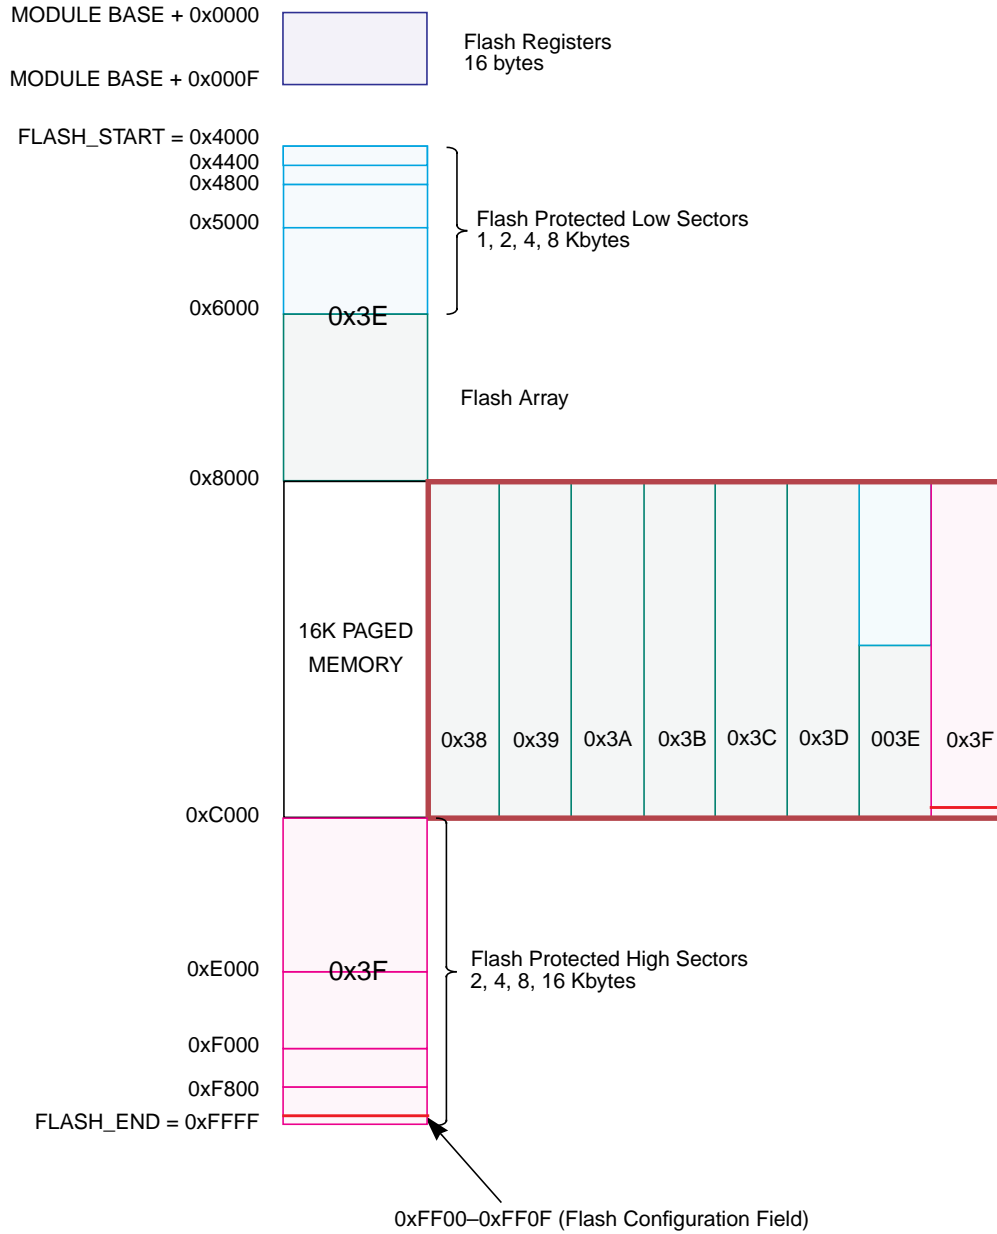 MODULE BASE + 0x0000
Flash Registers
16 bytes
MODULE BASE + 0x000F
FLASH_START = 0x4000
0x4400
0x4800
0x5000
Flash Protected Low Sectors
1, 2, 4, 8 Kbytes
0x6000
0x3E
Flash Array
0x8000
16K PAGED
MEMORY
0x38 0x39 0x3A 0x3B 0x3C 0x3D 003E 0x3F
0xC000
Flash Protected High Sectors
2, 4, 8, 16 Kbytes
0xE000
0x3F
0xF000
0xF800
FLASH_END = 0xFFFF
0xFF00–0xFF0F (Flash Configuration Field)